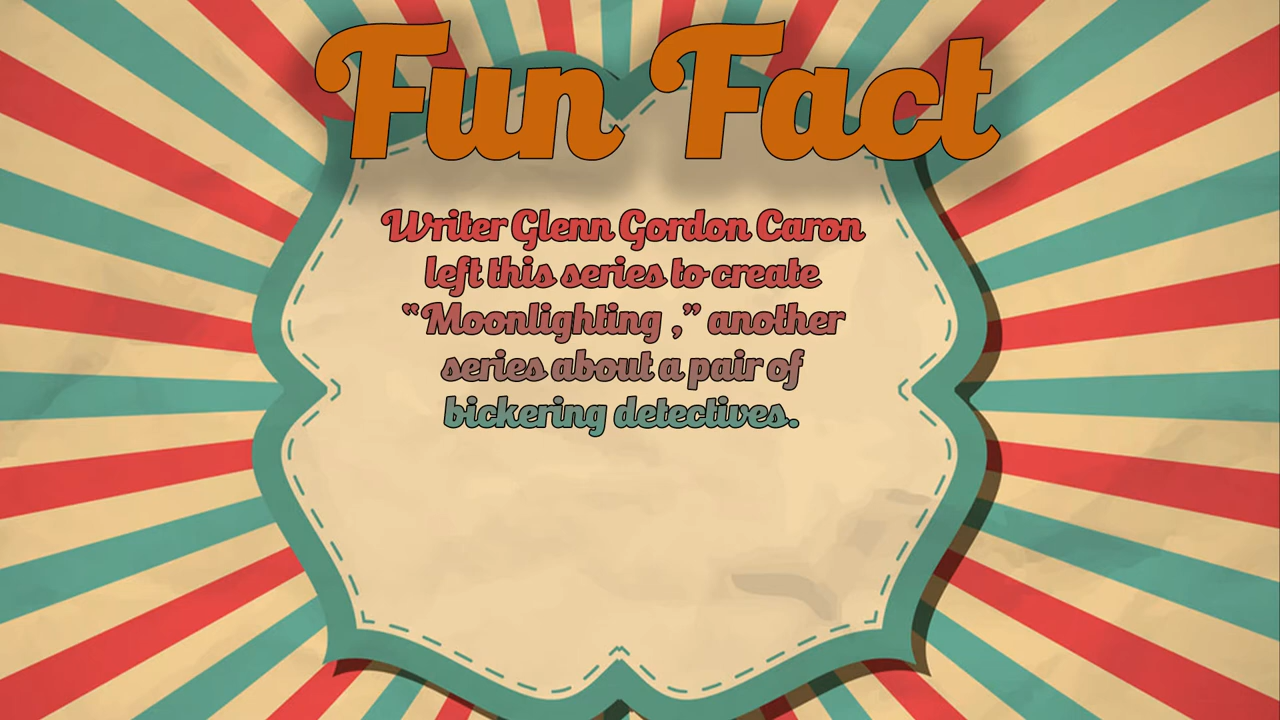 Fun Fact
Writer Glenn Gordon Caron
left this series to create
“Moonlighting ,” another
series about a pair of
bickering detectives.